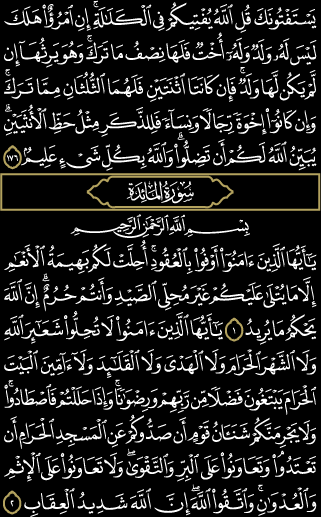 يَسْتَفْتُونَكَ قُلِ ٱللَّهُ يُفْتِيكُمْ فِى ٱلْكَلَـٰلَةِ ۚ إِنِ ٱمْرُؤٌا۟ هَلَكَ
لَيْسَ لَهُۥ وَلَدٌ وَلَهُۥٓ أُخْتٌ فَلَهَا نِصْفُ مَا تَرَكَ ۚ وَهُوَ يَرِثُهَآ إِن
لَّمْ يَكُن لَّهَا وَلَدٌ ۚ فَإِن كَانَتَا ٱثْنَتَيْنِ فَلَهُمَا ٱلثُّلُثَانِ مِمَّا تَرَكَ ۚ
وَإِن كَانُوٓا۟ إِخْوَةً رِّجَالًا وَنِسَآءً فَلِلذَّكَرِ مِثْلُ حَظِّ ٱلْأُنثَيَيْنِ ۗ
يُبَيِّنُ ٱللَّهُ لَكُمْ أَن تَضِلُّوا۟ ۗ وَٱللَّهُ بِكُلِّ شَىْءٍ عَلِيمٌۢ ١٧٦
سُورَةُ المَائِدَةِ
بِسْمِ ٱللَّهِ ٱلرَّحْمَـٰنِ ٱلرَّحِيمِ
يَـٰٓأَيُّهَا ٱلَّذِينَ ءَامَنُوٓا۟ أَوْفُوا۟ بِٱلْعُقُودِ ۚ أُحِلَّتْ لَكُم بَهِيمَةُ ٱلْأَنْعَـٰمِ
إِلَّا مَا يُتْلَىٰ عَلَيْكُمْ غَيْرَ مُحِلِّى ٱلصَّيْدِ وَأَنتُمْ حُرُمٌ ۗ إِنَّ ٱللَّهَ
يَحْكُمُ مَا يُرِيدُ ١ يَـٰٓأَيُّهَا ٱلَّذِينَ ءَامَنُوا۟ لَا تُحِلُّوا۟ شَعَـٰٓئِرَ ٱللَّهِ
وَلَا ٱلشَّهْرَ ٱلْحَرَامَ وَلَا ٱلْهَدْىَ وَلَا ٱلْقَلَـٰٓئِدَ وَلَآ ءَآمِّينَ ٱلْبَيْتَ
ٱلْحَرَامَ يَبْتَغُونَ فَضْلًا مِّن رَّبِّهِمْ وَرِضْوَٰنًا ۚ وَإِذَا حَلَلْتُمْ فَٱصْطَادُوا۟ ۚ
وَلَا يَجْرِمَنَّكُمْ شَنَـَٔانُ قَوْمٍ أَن صَدُّوكُمْ عَنِ ٱلْمَسْجِدِ ٱلْحَرَامِ أَن
تَعْتَدُوا۟ ۘ وَتَعَاوَنُوا۟ عَلَى ٱلْبِرِّ وَٱلتَّقْوَىٰ ۖ وَلَا تَعَاوَنُوا۟ عَلَى ٱلْإِثْمِ
وَٱلْعُدْوَٰنِ ۚ وَٱتَّقُوا۟ ٱللَّهَ ۖ إِنَّ ٱللَّهَ شَدِيدُ ٱلْعِقَابِ ٢